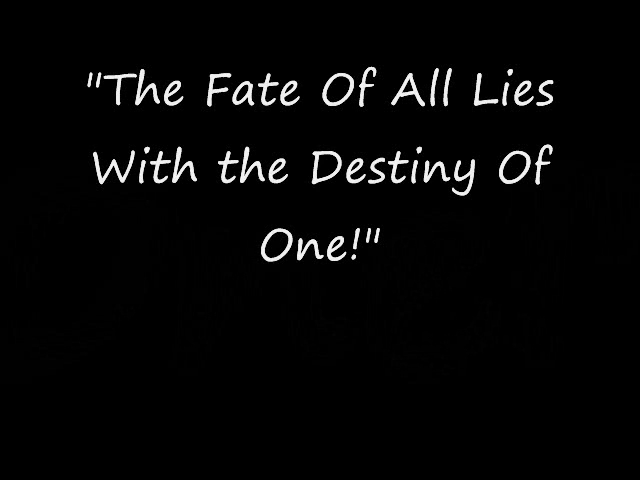 "The Fate Of All Lies
With the Destiny Of
One!"